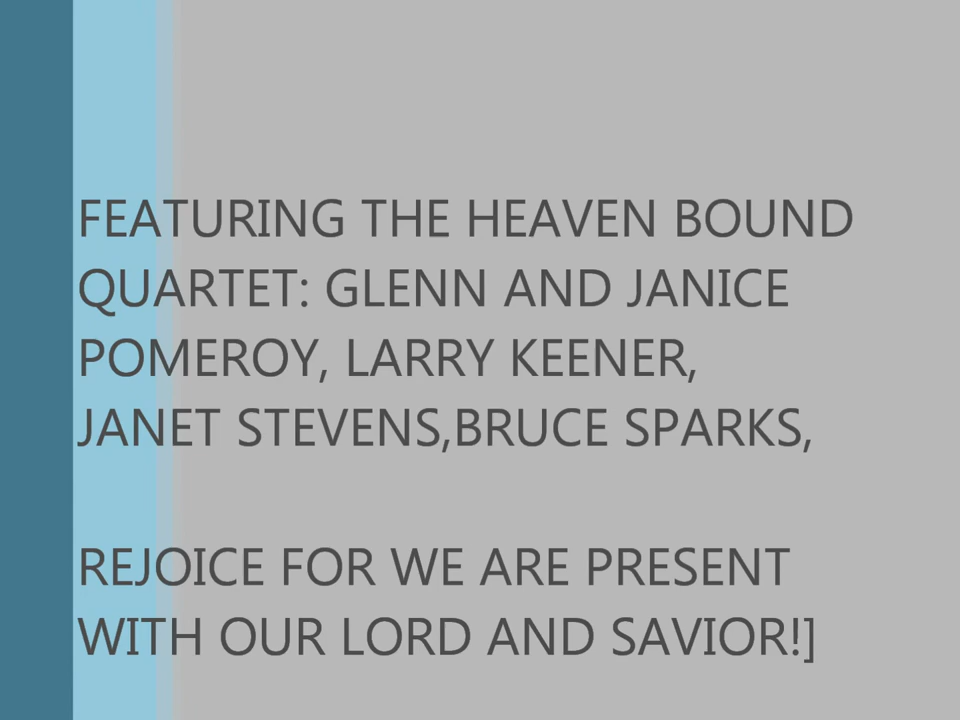 FEATURING THE HEAVEN BOUND
QUARTET: GLENN AND JANICE
POMEROY, LARRY KEENER,
JANET STEVENS,BRUCE SPARKS,
REJOICE FOR WE ARE PRESENT
WITH OUR LORD AND SAVIOR!]